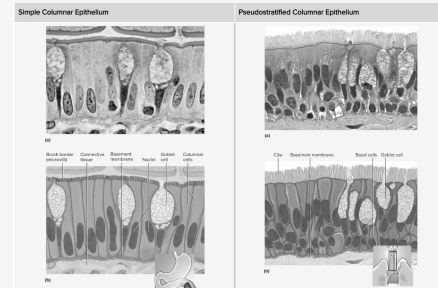 Simple Columnar Epithelium
Pseudostratified Columnar Epithelium
(a)
(a)
Brush border (microvilli)
Connective tissue
Basement membrane
Nuclei
Goblet cell
Columnar cells
Cilia
Basement membrane
Basal cells
Goblet cell
(b)
(b)